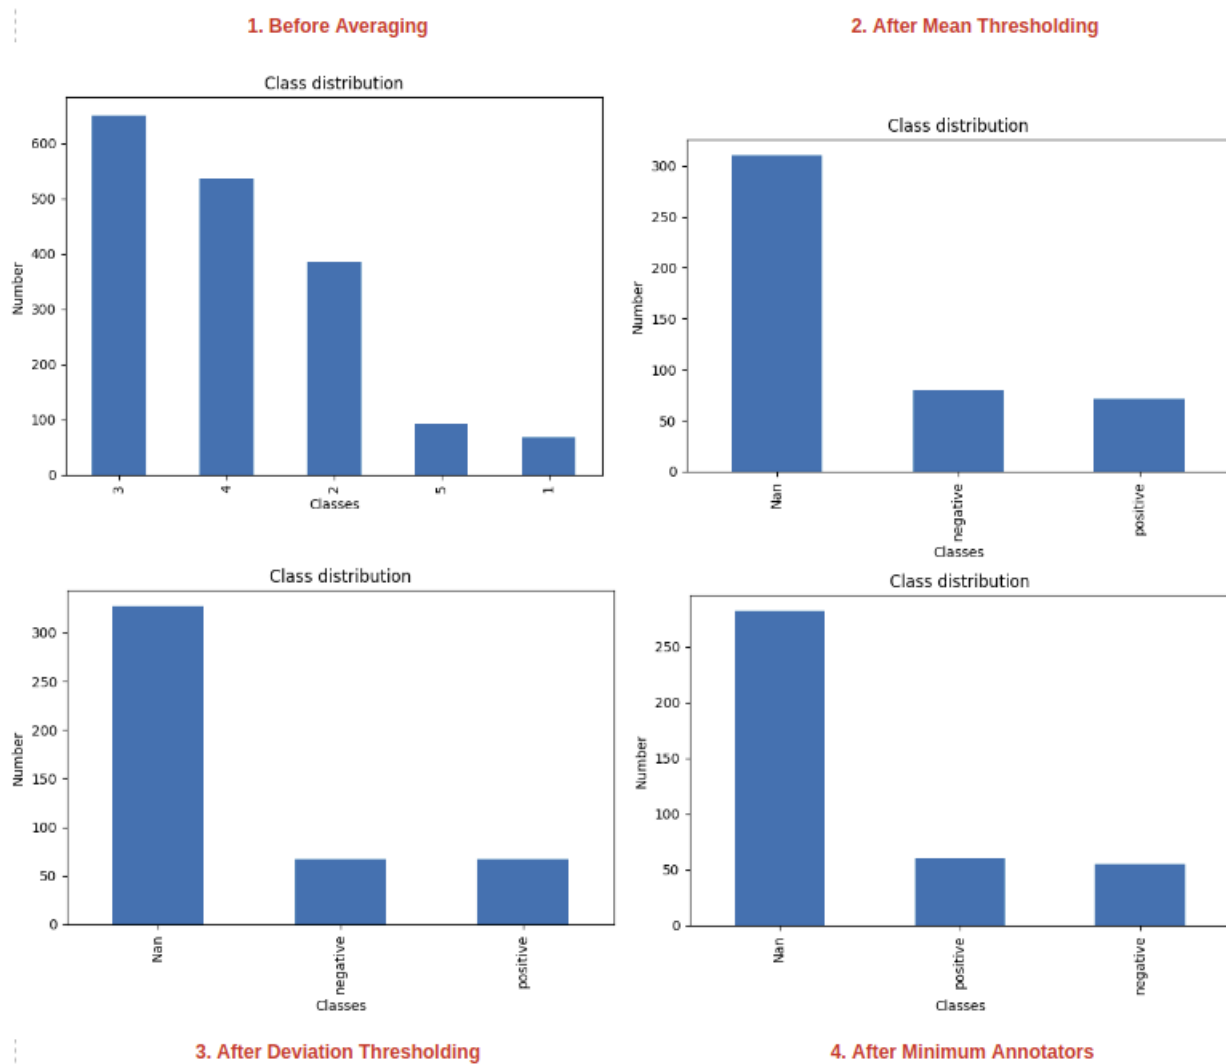 1. Before Averaging
2. After Mean Thresholding
Class distribution
600
500
400
300
200
100
0
Number
3
4
2
5
1
Classes
Class distribution
300
250
200
150
100
50
0
Number
Nan
negative
positive
Classes
Class distribution
300
250
200
150
100
50
0
Number
Nan
negative
positive
Classes
Class distribution
250
200
150
100
50
0
Number
Nan
positive
negative
Classes
3. After Deviation Thresholding
4. After Minimum Annotators